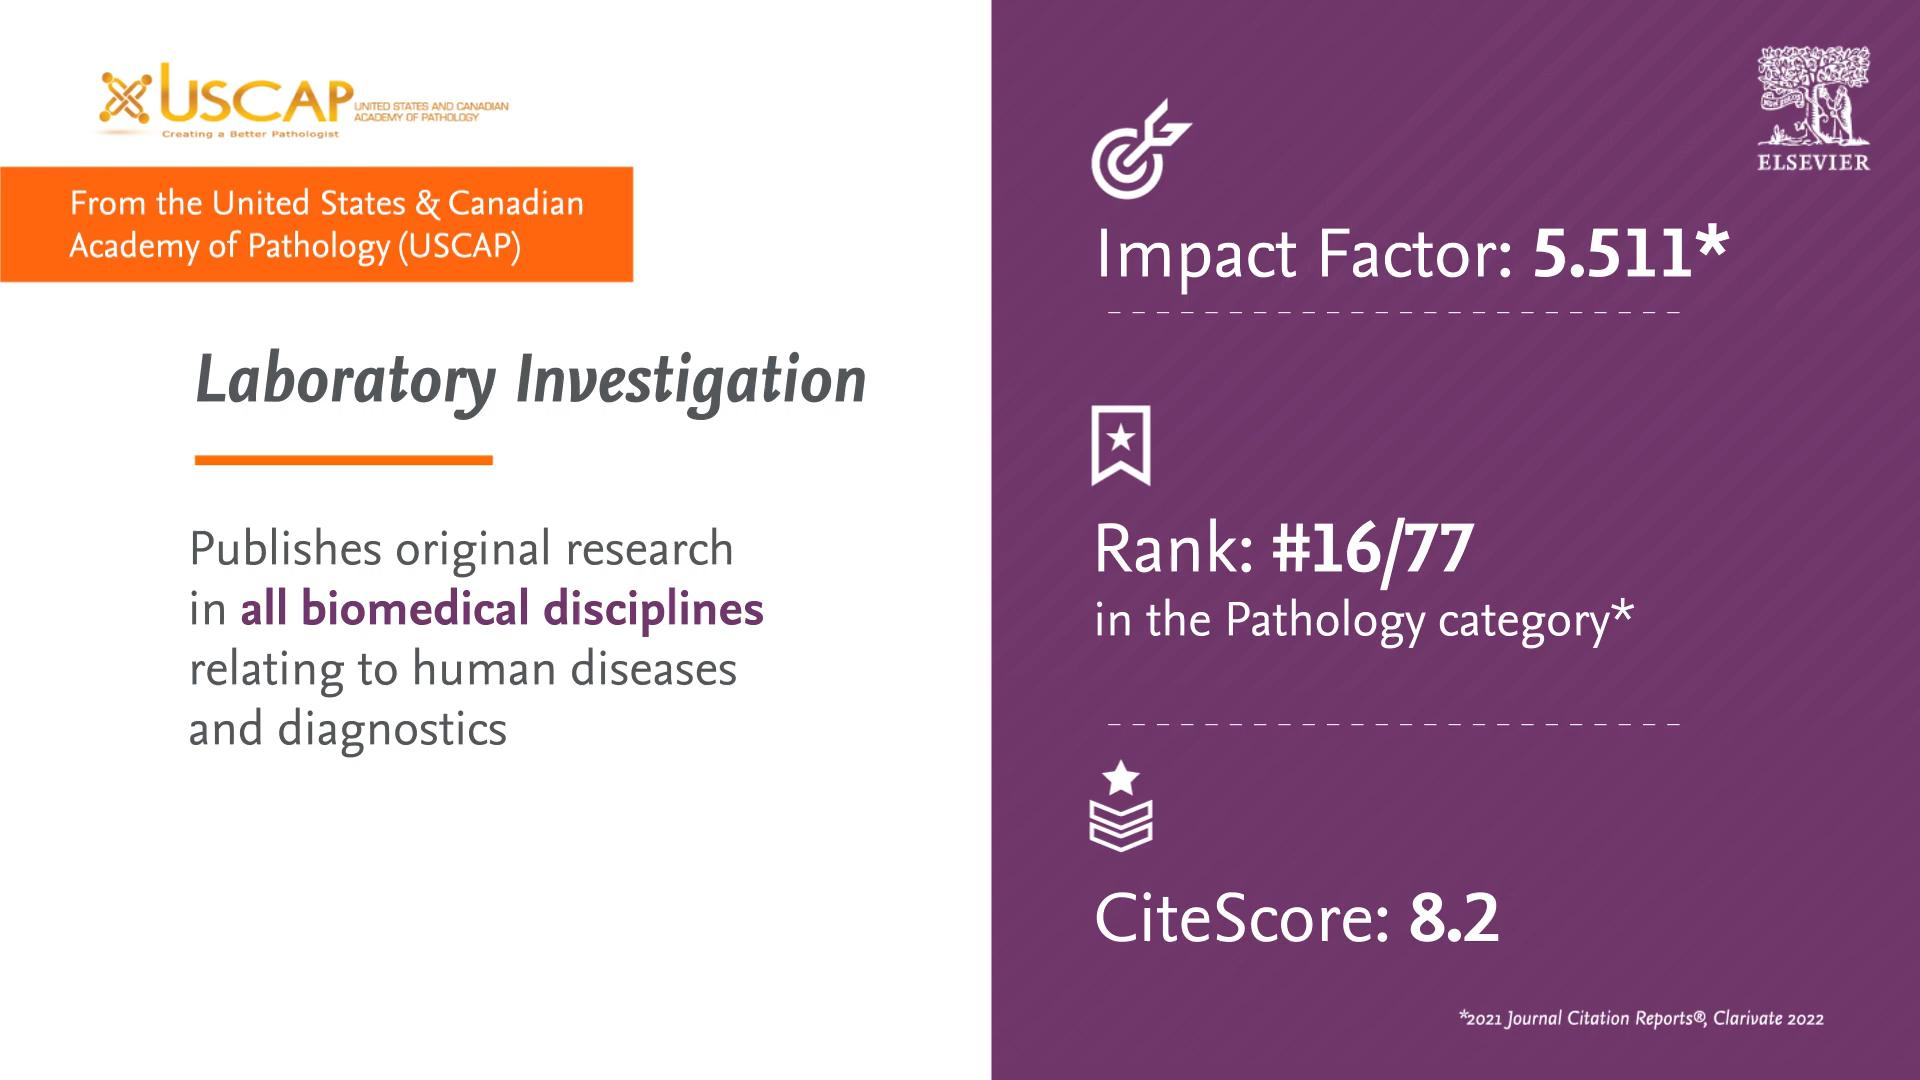 USCAP
UNITED STATES AND CANADIAN
ACADEMY OF PATHOLOGY
Creating a Better Pathologist
From the United States & Canadian
Academy of Pathology (USCAP)
Laboratory Investigation
Publishes original research
in all biomedical disciplines
relating to human diseases
and diagnostics
ELSEVIER
Impact Factor: 5.511*
Rank: #16/77
in the Pathology category*
CiteScore: 8.2
*2021 Journal Citation Reports®, Clarivate 2022